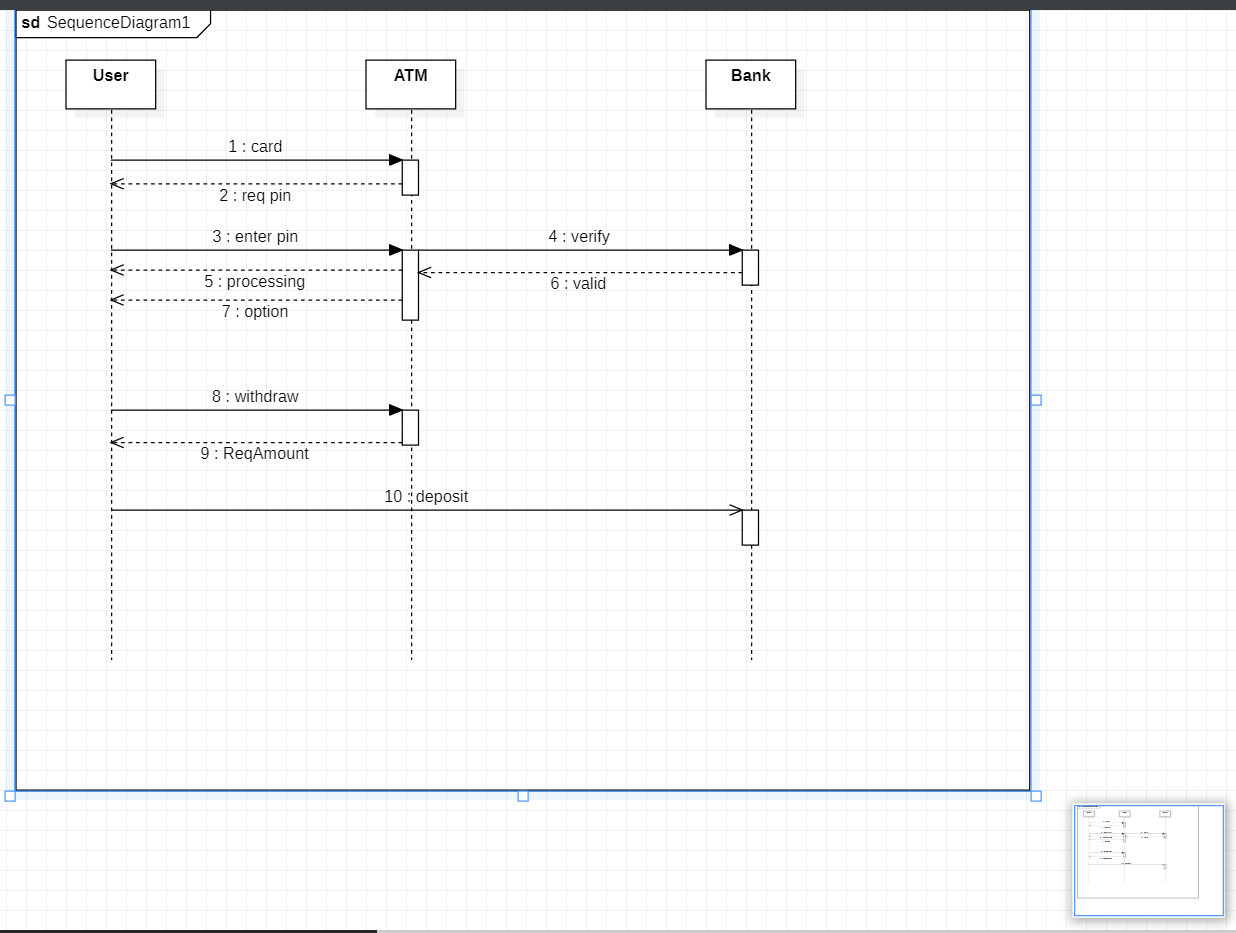 sd SequenceDiagram1
User ATM Bank
1 : card
2 : req pin
3 : enter pin 4 : verify
5 : processing 6 : valid
7 : option
8 : withdraw
9 : ReqAmount
10 : deposit